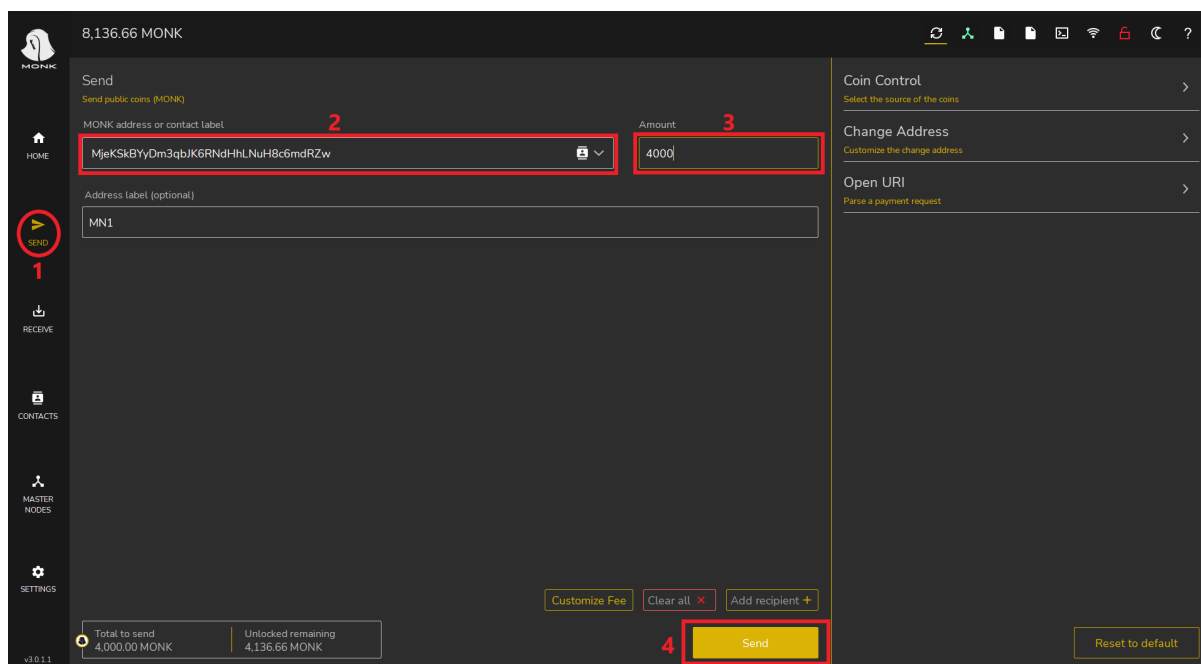 MONK
8,136.66 MONK
?
Send
Send public coins (MONK)
MONK address or contact label
2
Amount
3
MjeKSkBYyDm3qbJK6RNdHhLNuH8c6mdRZw
4000
Address label (optional)
MN1
HOME
SEND
1
RECEIVE
CONTACTS
MASTER
NODES
SETTINGS
v3.0.1.1
Customize Fee
Clear all ×
Add recipient +
Total to send
4,000.00 MONK
Unlocked remaining
4,136.66 MONK
4
Send
Coin Control
Select the source of the coins
Change Address
Customize the change address
Open URI
Parse a payment request
Reset to default